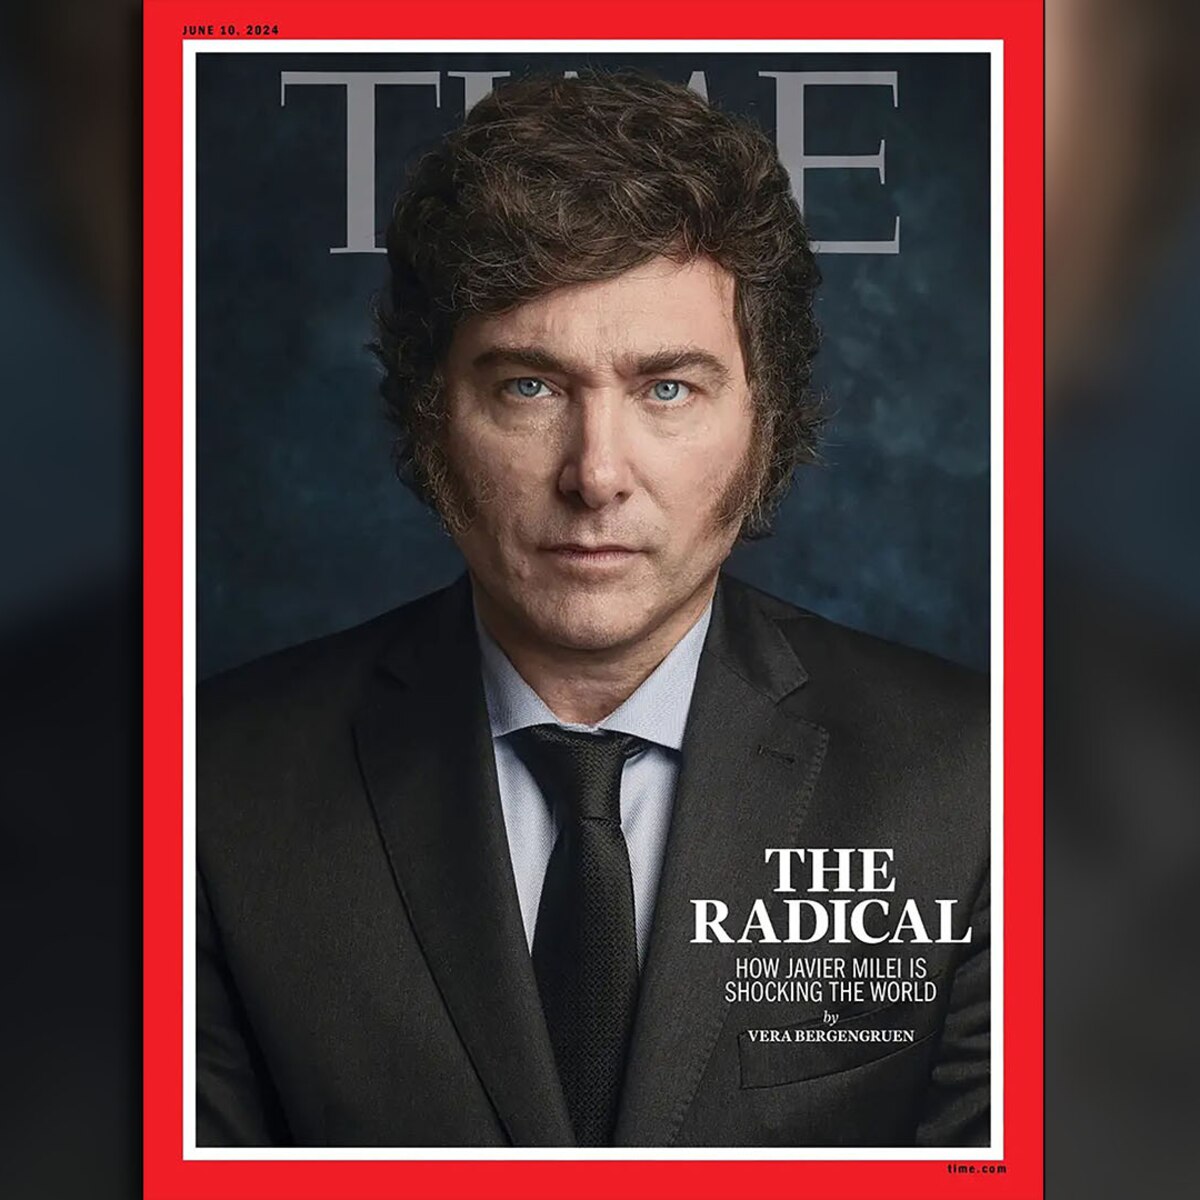 JUNE 10, 2024
TIME
THE
RADICAL
HOW JAVIER MILEI IS
SHOCKING THE WORLD
by
VERA BERGENGRUEN
time.com